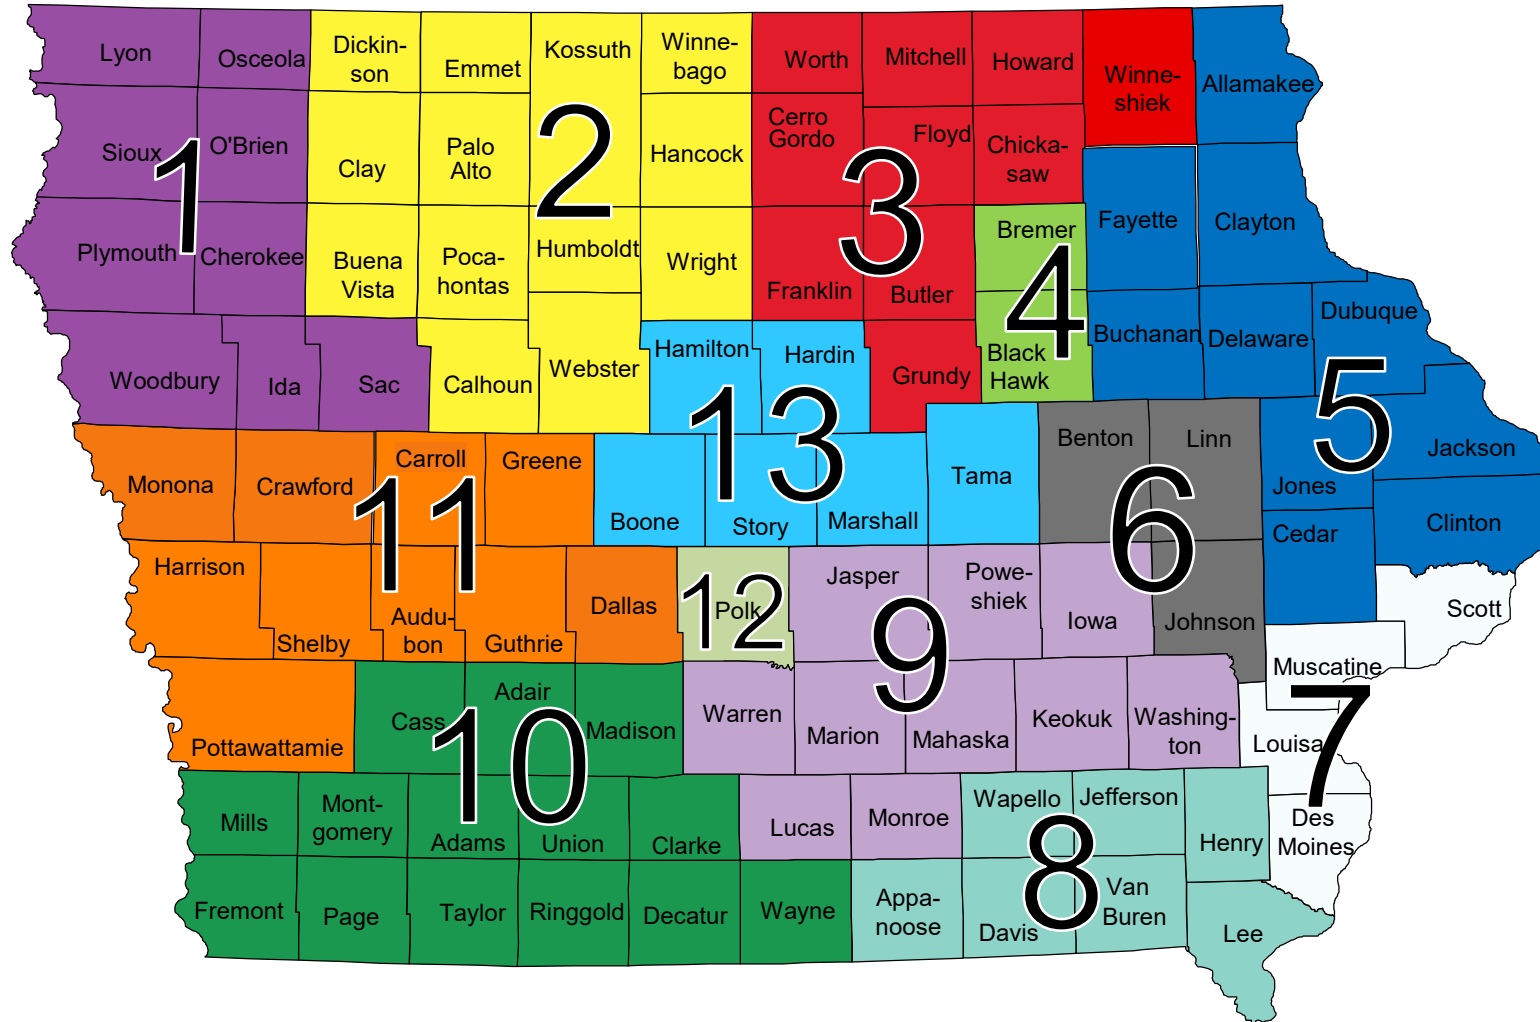 Lyon
Osceola
Dickin-
son
Emmet
Kossuth
Winne-
bago
Worth
Mitchell
Howard
Winne-
shiek
Allamakee
Sioux
O'Brien
Clay
Palo
Alto
Hancock
Cerro
Gordo
Floyd
Chicka-
saw
1
2
3
Plymouth
Cherokee
Buena
Vista
Poca-
hontas
Humboldt
Wright
Franklin
Butler
Bremer
Fayette
Clayton
4
Woodbury
Ida
Sac
Calhoun
Webster
Hamilton
Hardin
Grundy
Black
Hawk
Buchanan
Delaware
Dubuque
13
5
Monona
Crawford
Carroll
Greene
Boone
Story
Marshall
Tama
Benton
Linn
Jones
Jackson
Cedar
Clinton
11
6
Harrison
Shelby
Audu-
bon
Guthrie
Dallas
Polk
12
Jasper
Powe-
shiek
Iowa
Johnson
Scott
Muscatine
9
Pottawattamie
Cass
Adair
Madison
Warren
Marion
Mahaska
Keokuk
Washing-
ton
Louisa
10
7
Mills
Mont-
gomery
Adams
Union
Clarke
Lucas
Monroe
Wapello
Jefferson
Henry
Des
Moines
8
Fremont
Page
Taylor
Ringgold
Decatur
Wayne
Appa-
noose
Davis
Van
Buren
Lee